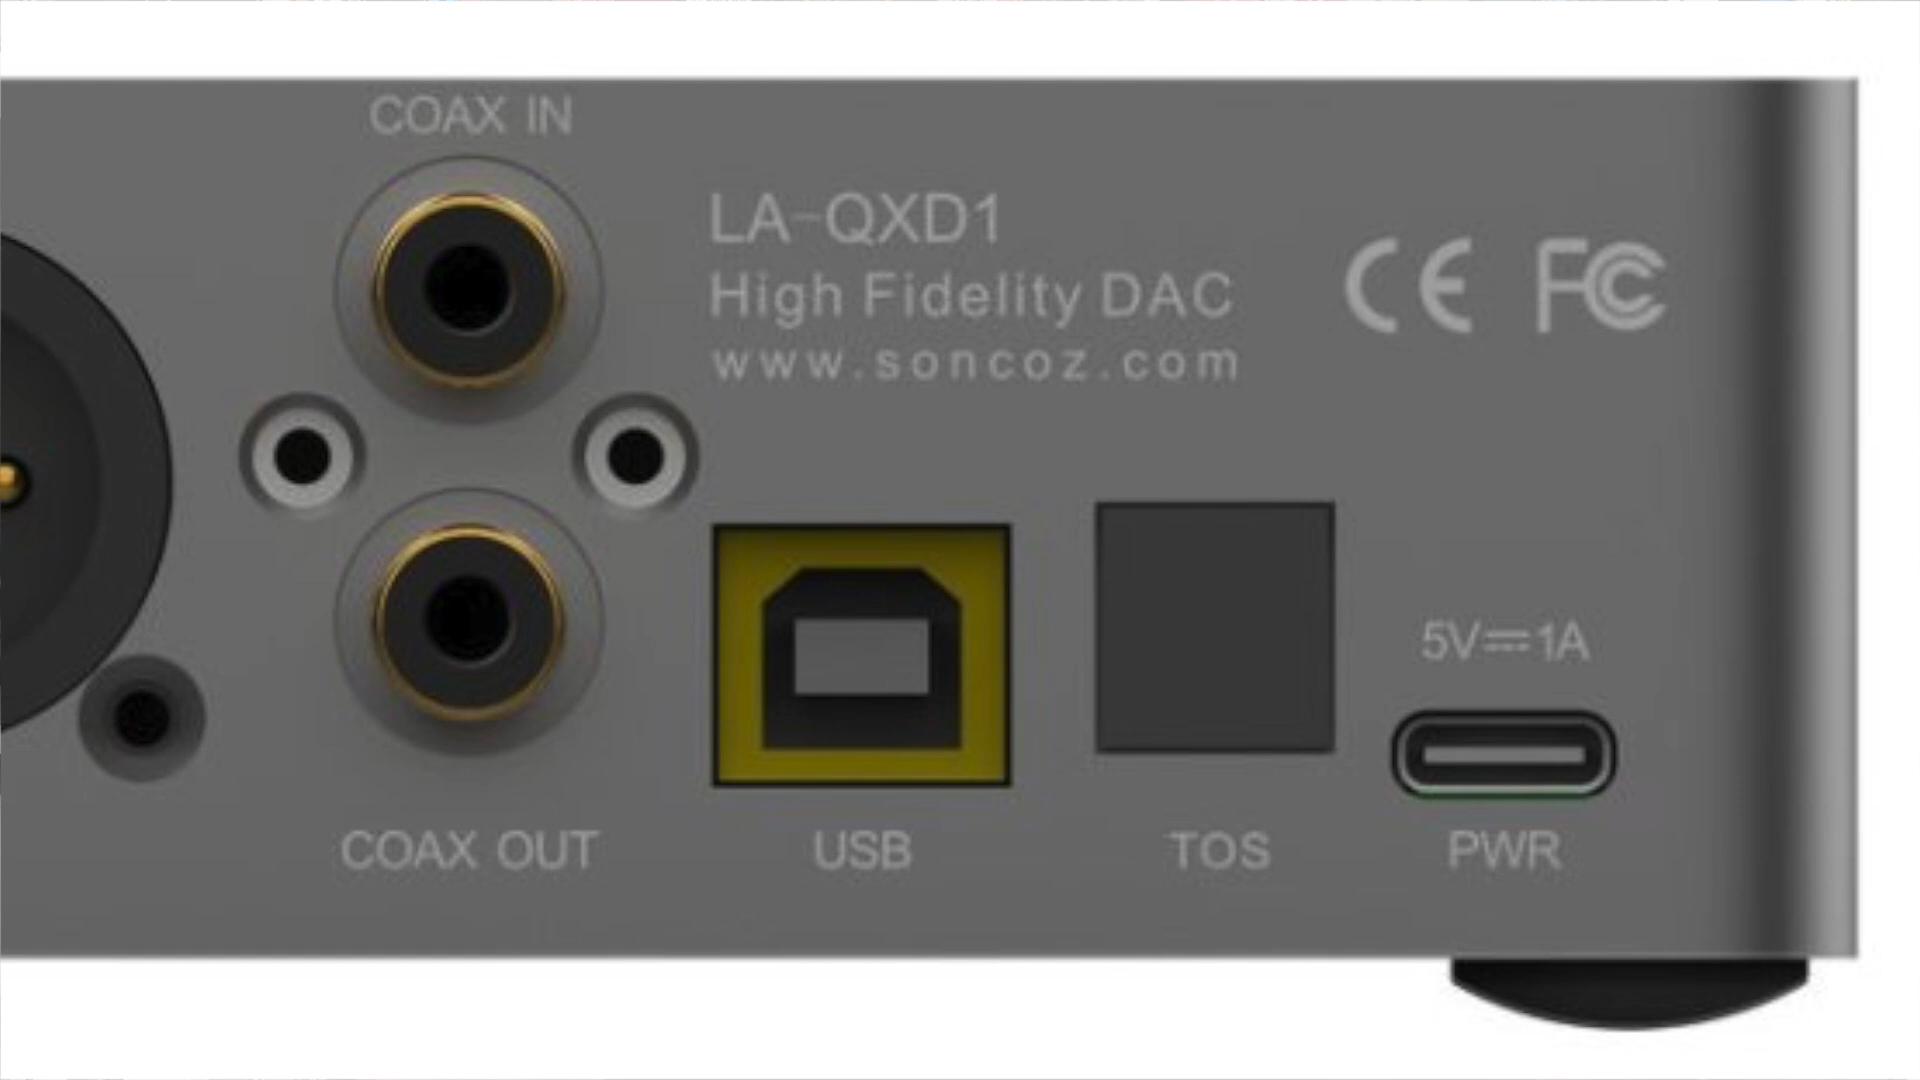 COAX IN
LA-QXD1
High Fidelity DAC
www.soncoz.com
CE FC
5V⎓1A
COAX OUT
USB
TOS
PWR